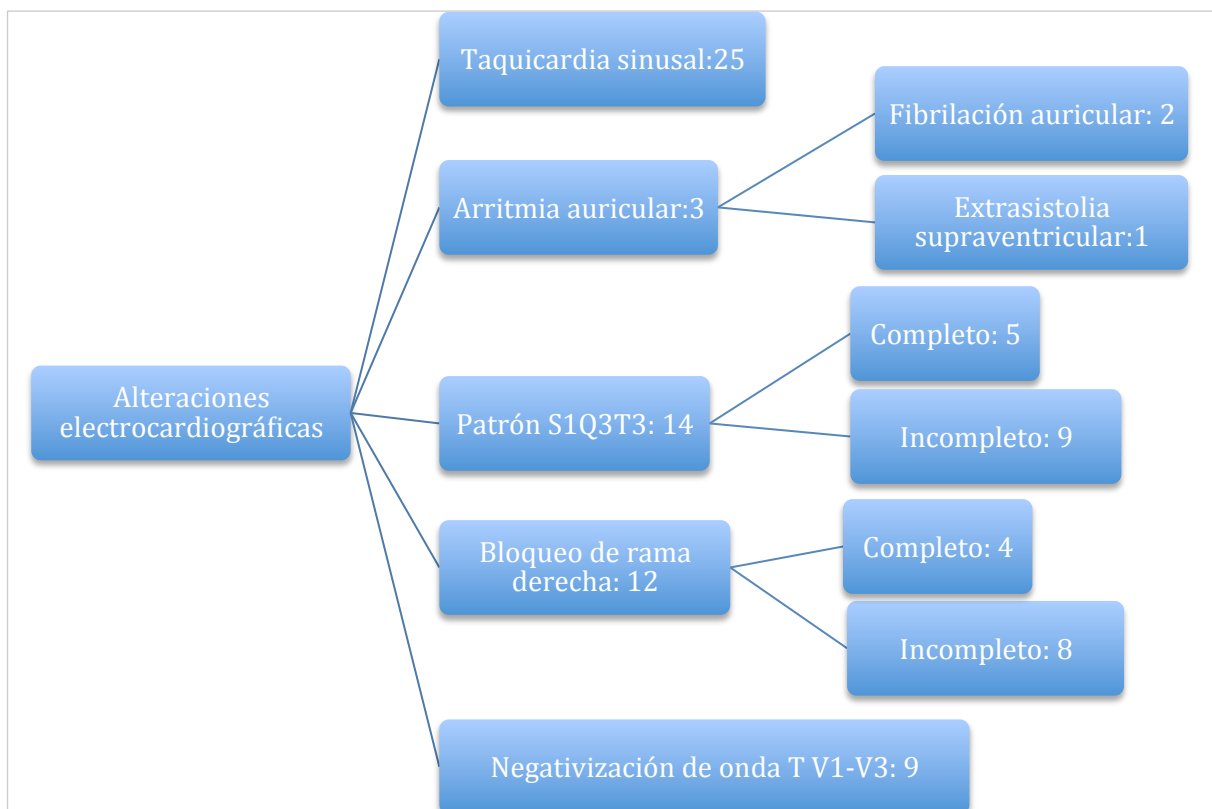 Taquicardia sinusal:25
Fibrilación auricular: 2
Arritmia auricular:3
Extrasistolia
supraventricular:1
Completo: 5
Alteraciones
electrocardiográficas
Patrón S1Q3T3: 14
Incompleto: 9
Bloqueo de rama
derecha: 12
Completo: 4
Incompleto: 8
Negativización de onda T V1-V3: 9